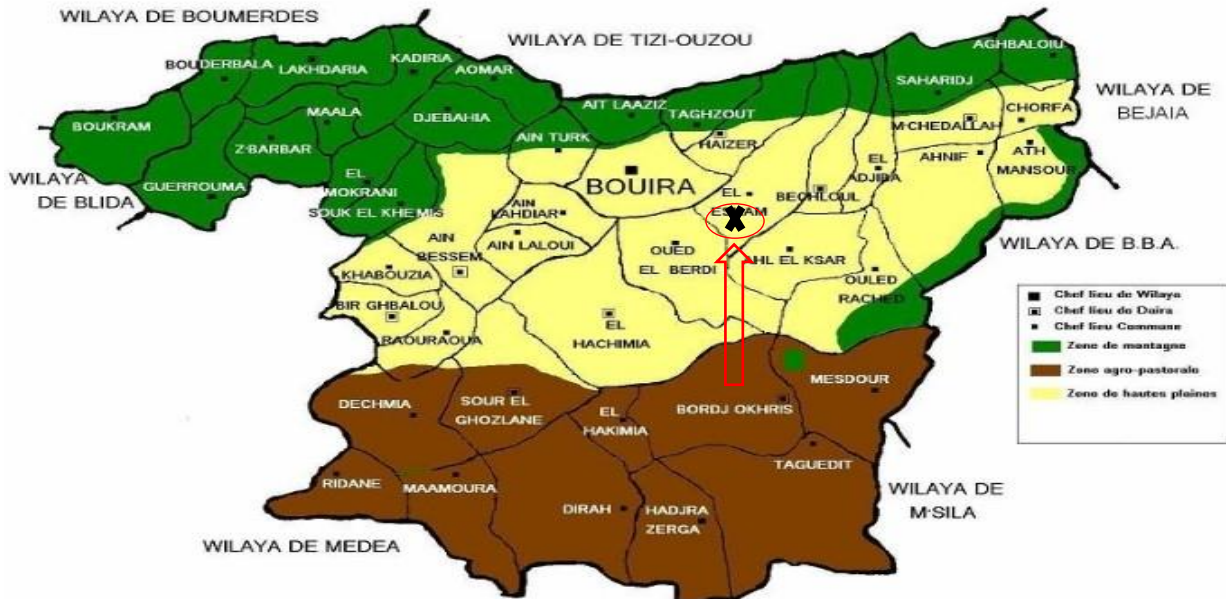 WILAYA DE BOUMERDES
WILAYA DE TIZI-OUZOU
AGHBALOIU
KADIRIA
BOUDERBALA
LAKHDARIA
AOMAR
SAHARIDJ
WILAYA DE
BEJAIA
AIT LAAZIZ
TAGHZOUT
CHORFA
MAALA
BOUKRAM
DJEBAHIA
M'CHEDALLAH
AIN TURK
HAIZER
Z'BARBAR
AHNIF
ATH
MANSOUR
EL
ADJIBA
WILAYA
DE BLIDA
GUERROUMA
EL
MOKRANI
BOUIRA
BECHLOUL
EL
SOUK EL KHEMIS
AIN
LAHDIAR
AIN
BESSEM
AIN LALOUI
OUED
EL BERDI
AHL EL KSAR
WILAYA DE B.B.A.
KHABOUZIA
OULED
RACHED
BIR GHBALOU
RAOURAOUA
EL
HACHIMIA
Chef lieu de Wilaya
Chef lieu de Daira
Chef lieu Commune
Zone de montagne
Zone agro-pastorale
Zone de hautes plaines
MESDOUR
DECHMIA
SOUR EL
GHOZLANE
EL
HAKIMIA
BORDJ OKHRIS
TAGUEDIT
RIDANE
MAAMOURA
DIRAH
HADJRA
ZERGA
WILAYA DE
M'SILA
WILAYA DE MEDEA